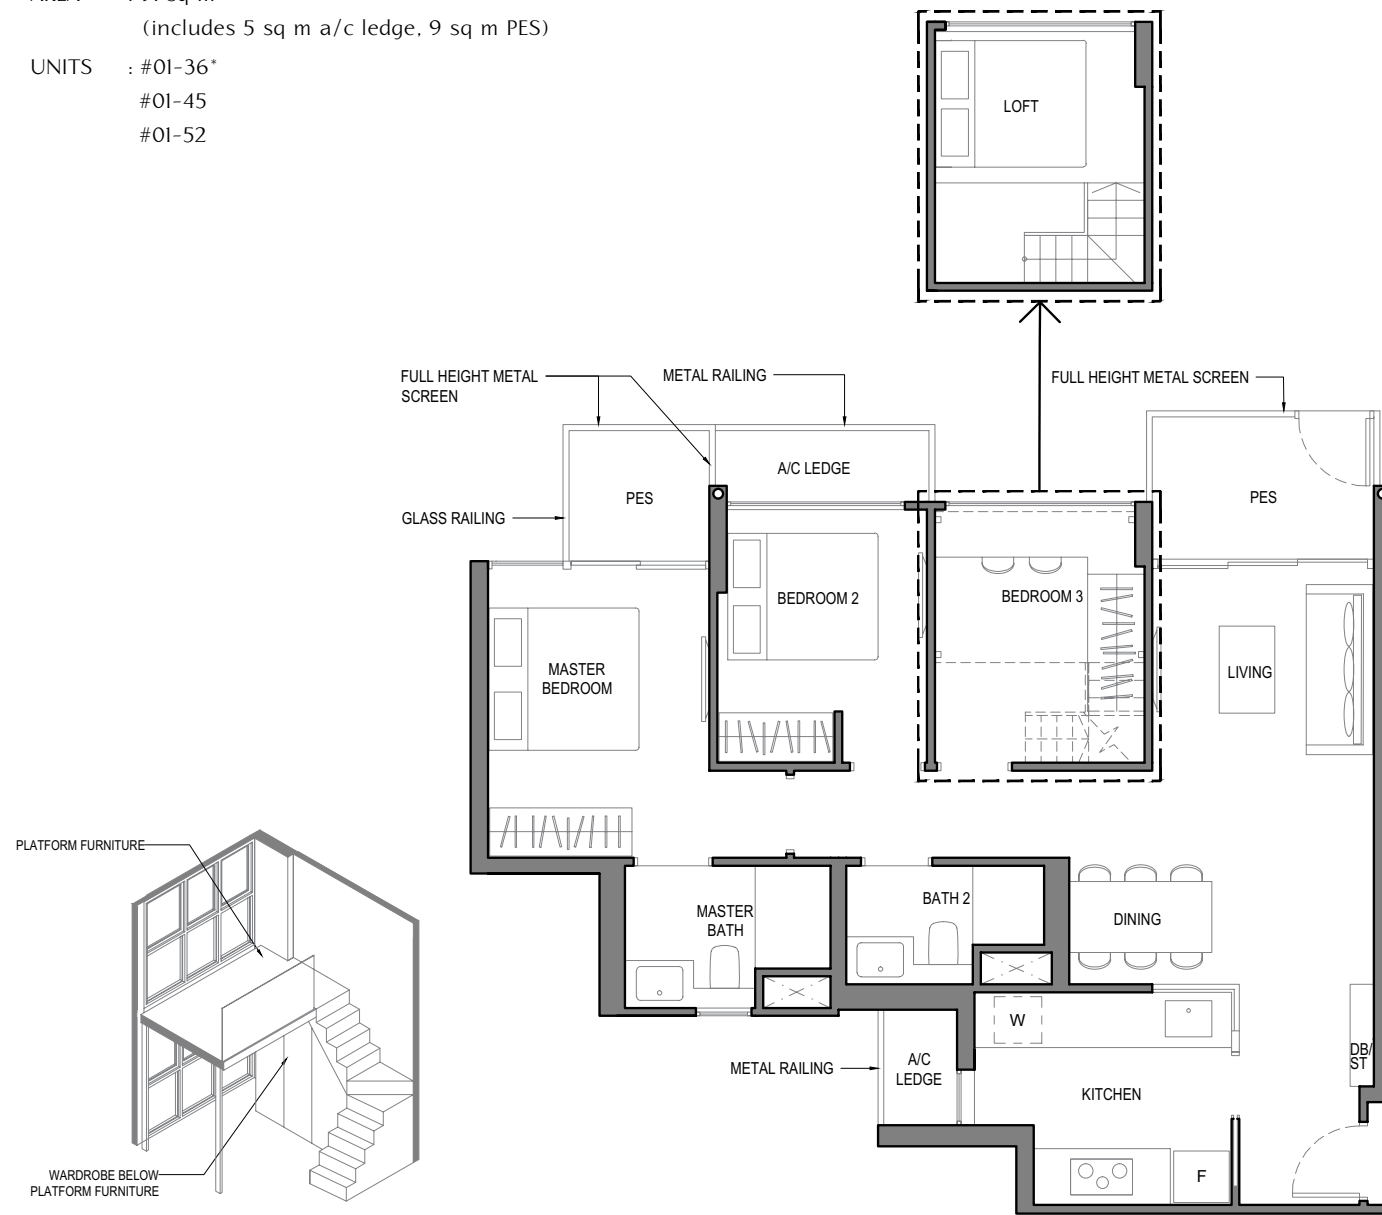 (includes 5 sq m a/c ledge, 9 sq m PES)
UNITS : #01-36*
#01-45
#01-52
LOFT
FULL HEIGHT METAL
SCREEN
METAL RAILING
FULL HEIGHT METAL SCREEN
A/C LEDGE
PES
PES
GLASS RAILING
BEDROOM 2
BEDROOM 3
MASTER
BEDROOM
LIVING
PLATFORM FURNITURE
MASTER
BATH
BATH 2
DINING
W
METAL RAILING
A/C
LEDGE
DB/
ST
KITCHEN
F
WARDROBE BELOW
PLATFORM FURNITURE